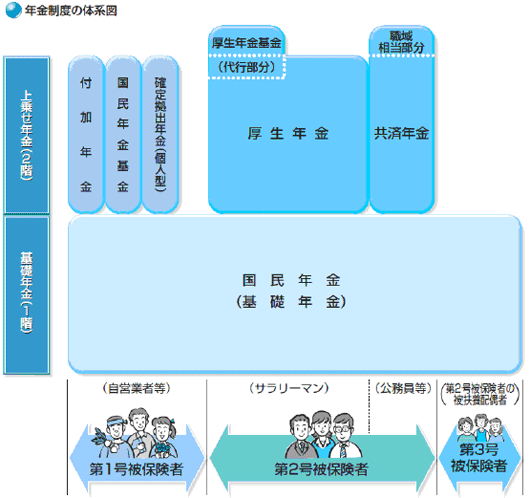 年金制度の体系図
上乗せ年金(2階)
付加年金
国民年金基金
確定拠出年金(個人型)
厚生年金基金
(代行部分)
厚生年金
職域
相当部分
共済年金
基礎年金(1階)
国民年金
(基礎年金)
(自営業者等)
(サラリーマン)
(公務員等)
(第2号被保険者の
被扶養配偶者)
第1号被保険者
第2号被保険者
第3号
被保険者